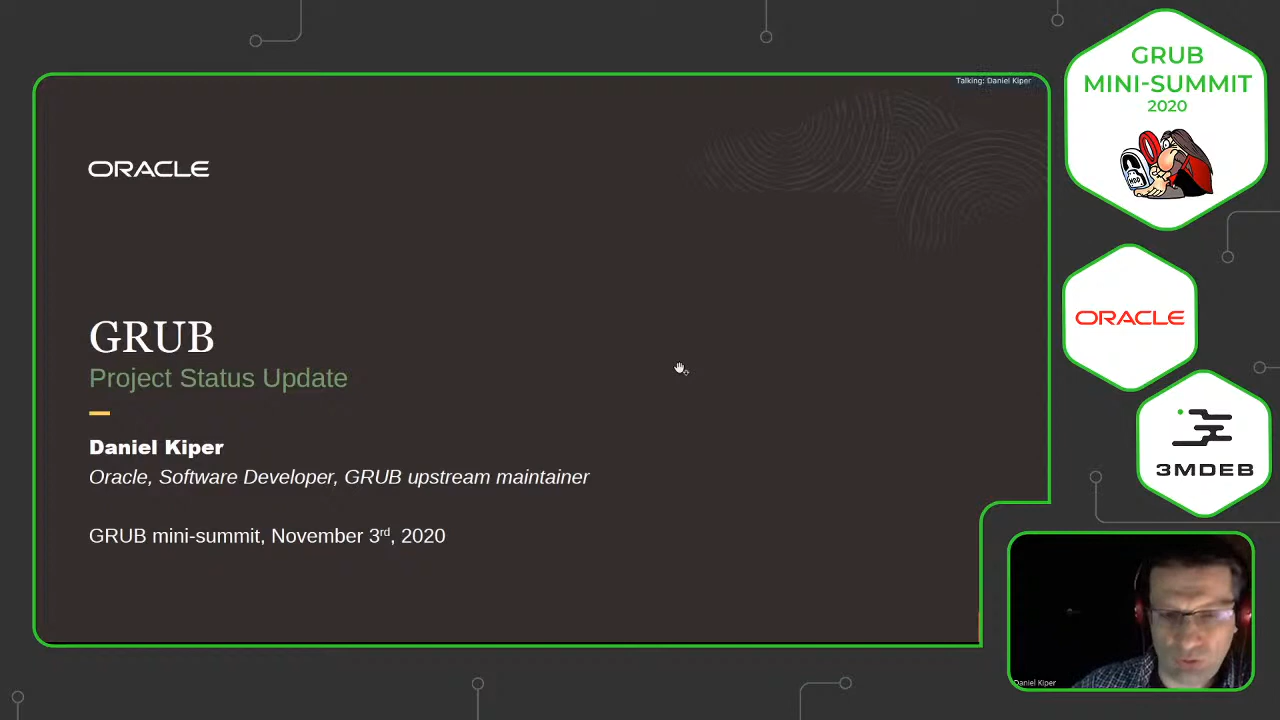 Talking: Daniel Kiper
ORACLE
GRUB
Project Status Update
Daniel Kiper
Oracle, Software Developer, GRUB upstream maintainer
GRUB mini-summit, November 3rd, 2020
GRUB
MINI-SUMMIT
2020
ORACLE
3MDEB
Daniel Kiper